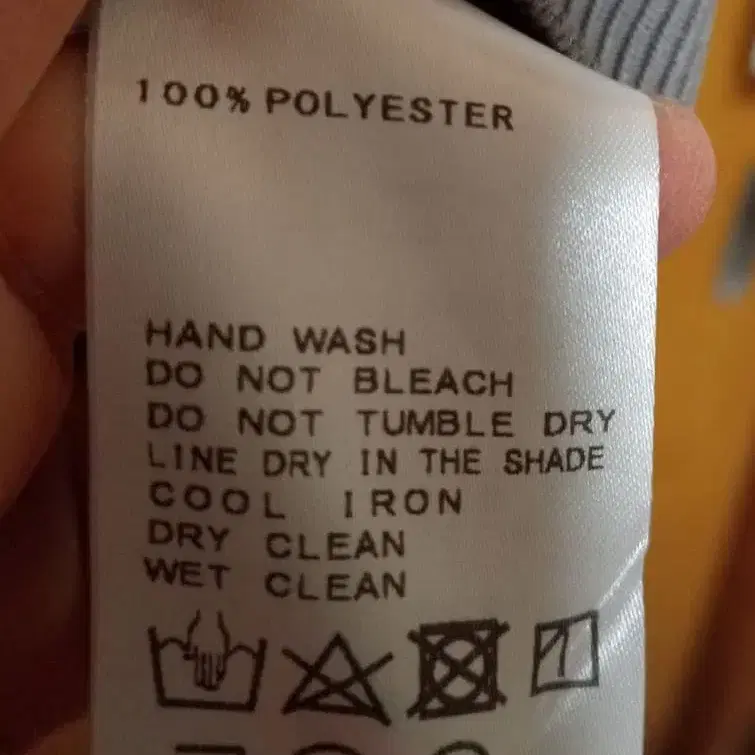 100% POLYESTER
HAND WASH
DO NOT BLEACH
DO NOT TUMBLE DRY
LINE DRY IN THE SHADE
COOL IRON
DRY CLEAN
WET CLEAN